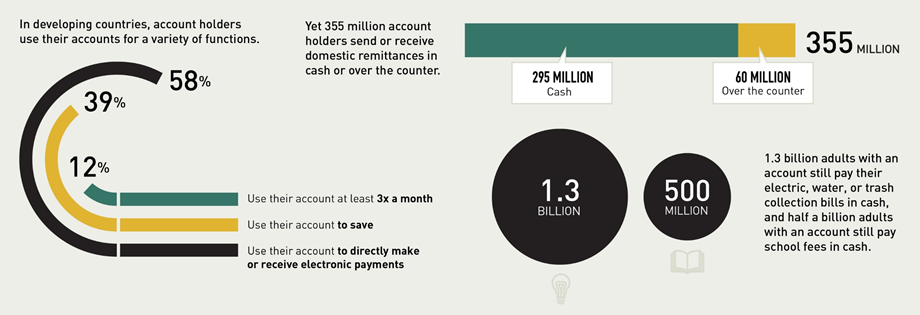 In developing countries, account holders
use their accounts for a variety of functions.
58%
39%
12%
Use their account at least 3x a month
Use their account to save
Use their account to directly make
or receive electronic payments
Yet 355 million account
holders send or receive
domestic remittances in
cash or over the counter.
355 MILLION
295 MILLION
Cash
60 MILLION
Over the counter
1.3
BILLION
500
MILLION
1.3 billion adults with an
account still pay their
electric, water, or trash
collection bills in cash,
and half a billion adults
with an account still pay
school fees in cash.